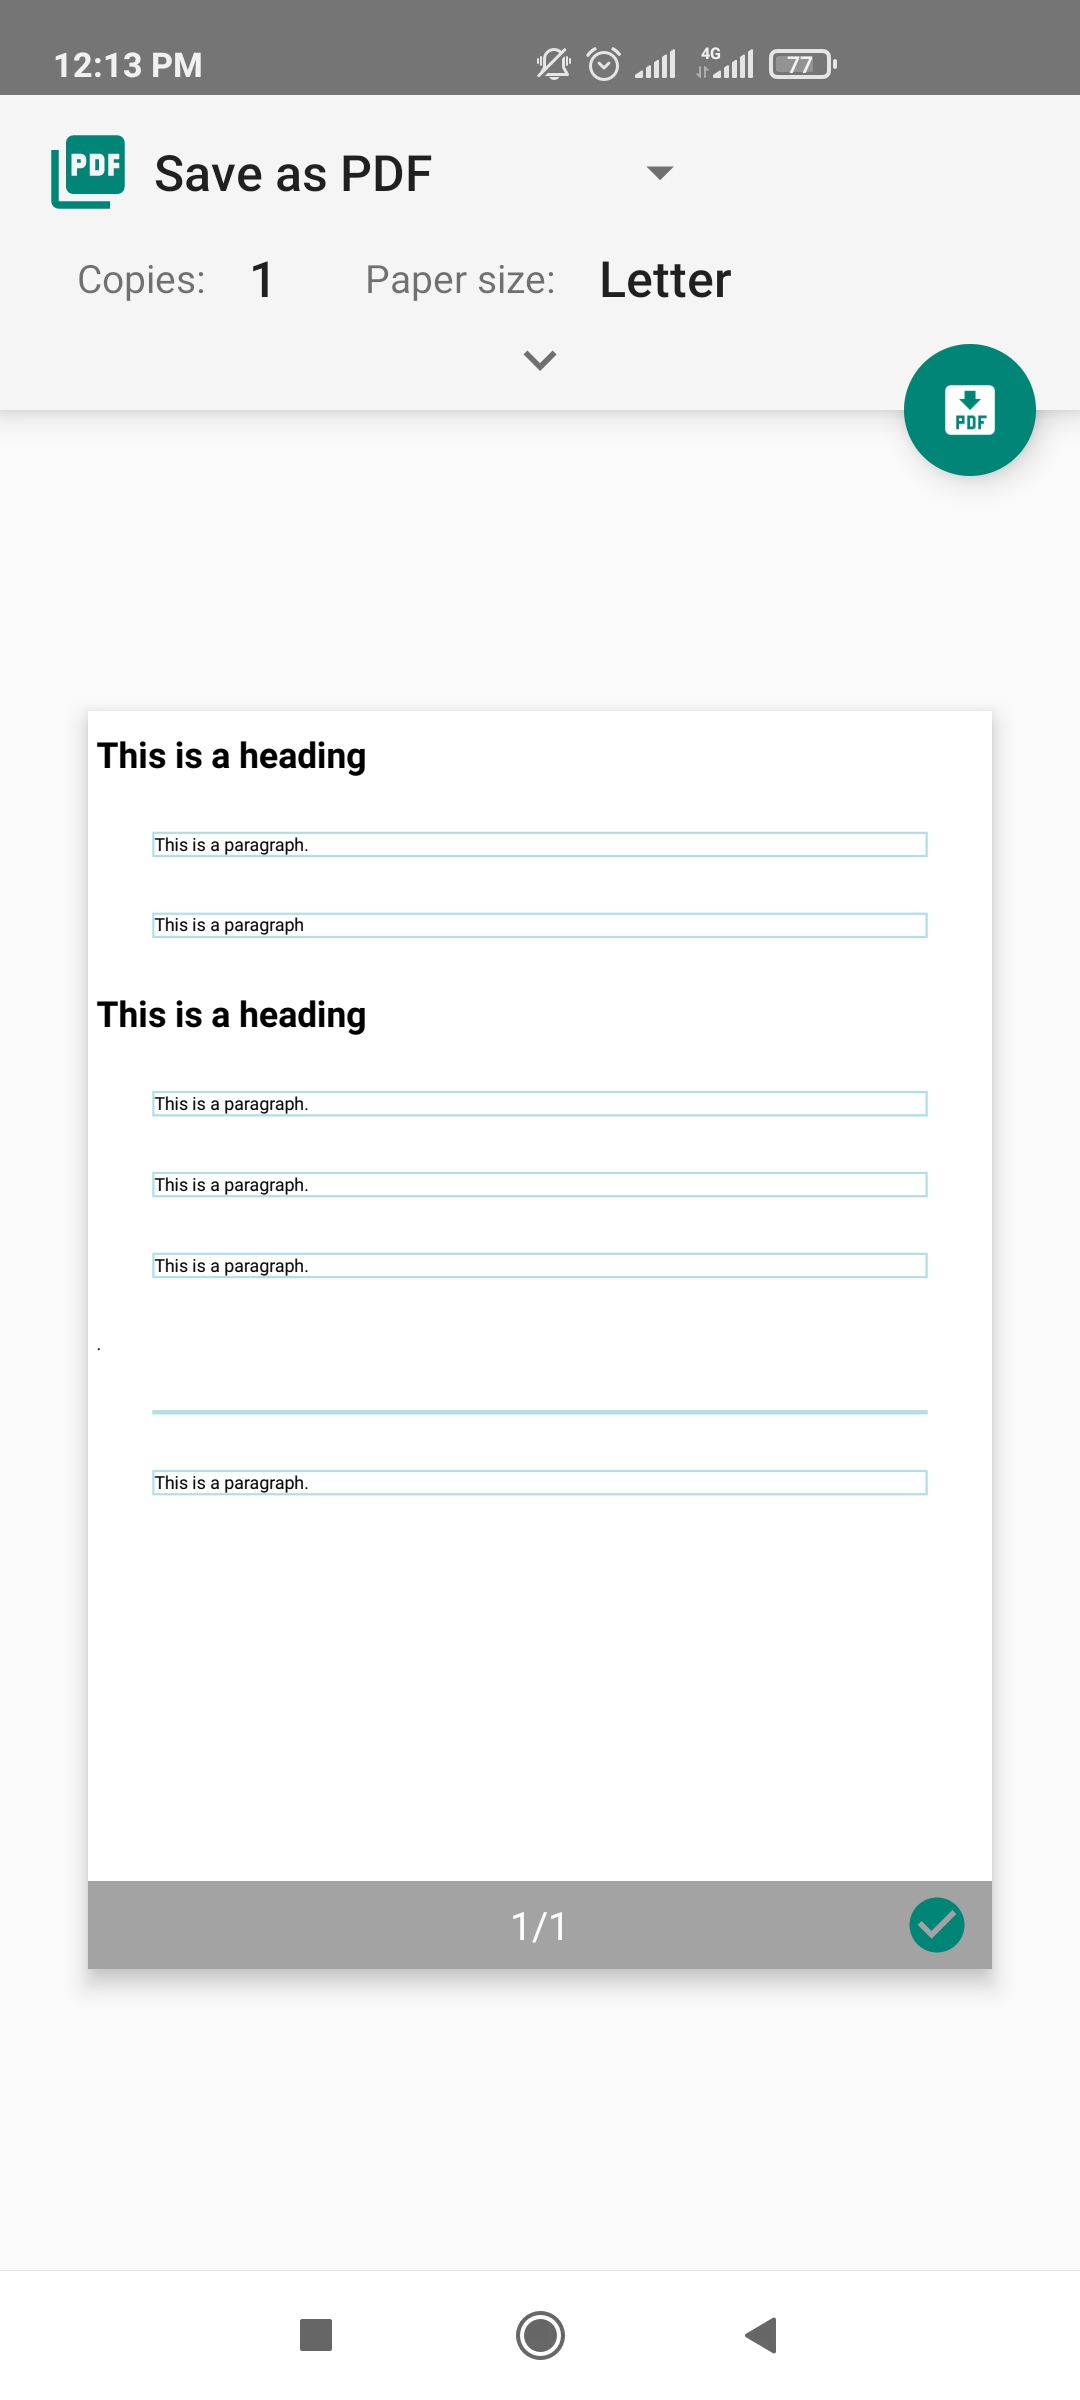 12:13 PM
4G
77
PDF
Save as PDF
Copies: 1 Paper size: Letter
PDF
This is a heading
This is a paragraph.
This is a paragraph
This is a heading
This is a paragraph.
This is a paragraph.
This is a paragraph.
.
This is a paragraph.
1/1